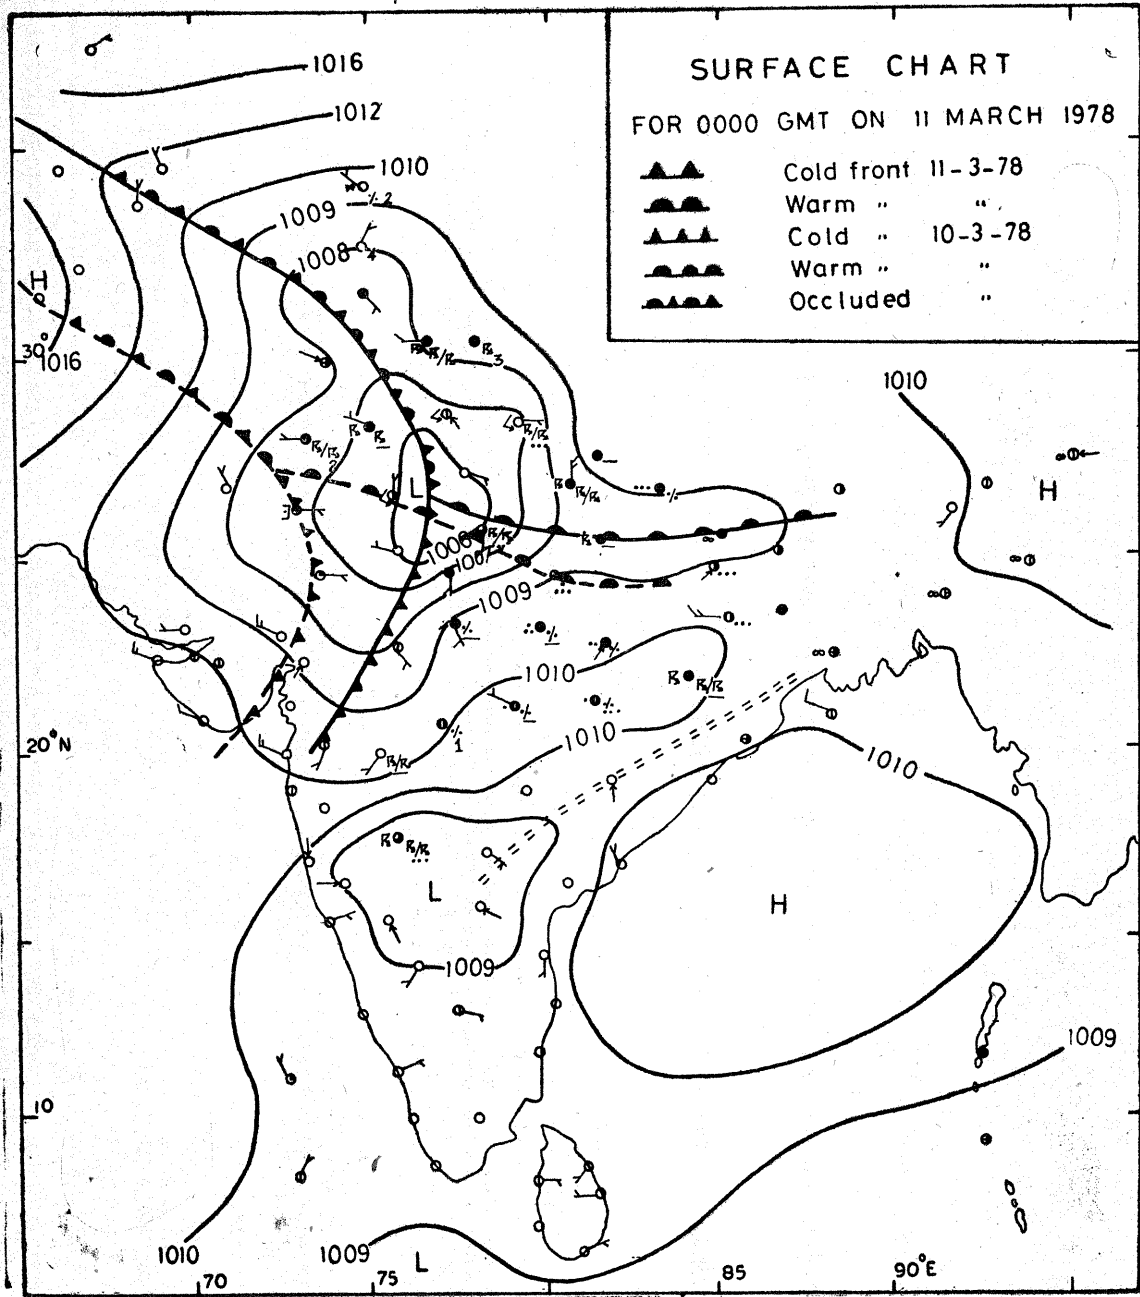 SURFACE CHART
FOR 0000 GMT ON 11 MARCH 1978
Cold front 11-3-78
Warm " "
Cold " 10-3-78
Warm " "
Occluded "
1016
1012
1010
1009
1008
H
30°
1016
1010
H
L
1006
1007
1009
1010
20°N
1010
1010
L
H
1009
1009
10
1010
1009
L
70
75
85
90°E